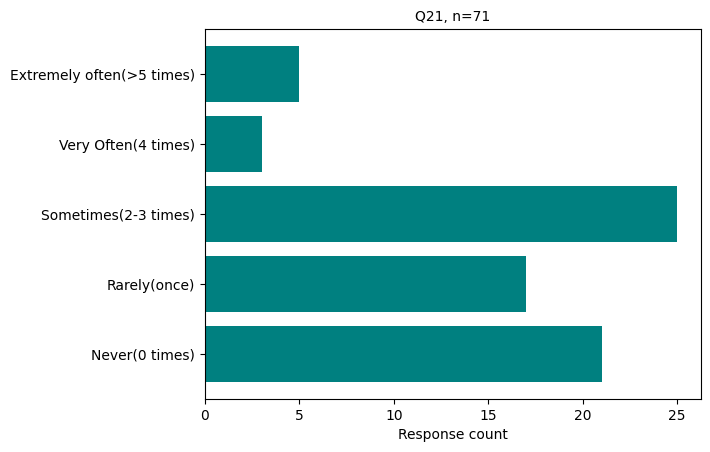 Q21, n=71
Extremely often(>5 times)
Very Often(4 times)
Sometimes(2-3 times)
Rarely(once)
Never(0 times)
0 5 10 15 20 25
Response count